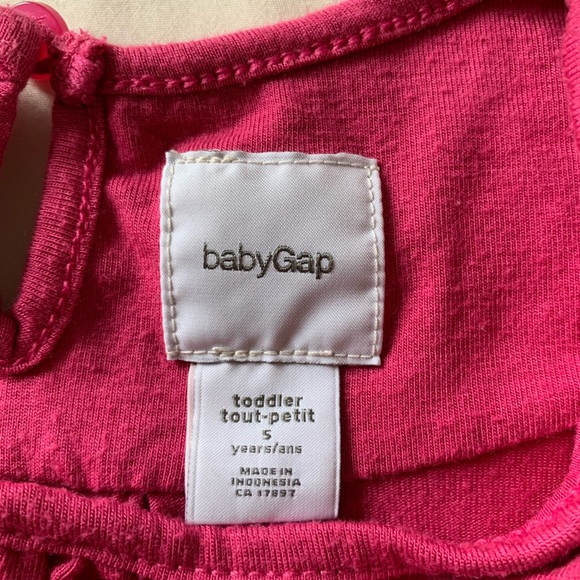 babyGap
toddler
tout-petit
5
years/ans
MADE IN
INDONESIA
CA 17897